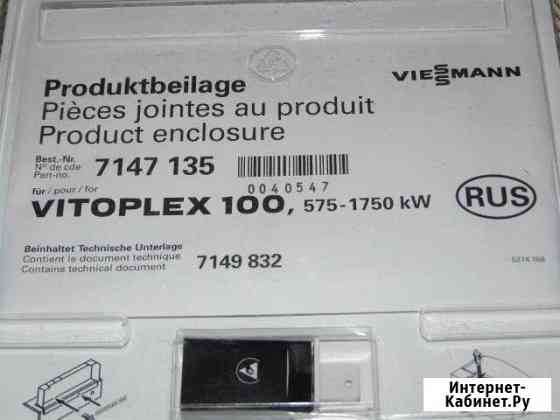 Produktbeilage
Pièces jointes au produit
Product enclosure
VIESMANN
Best.-Nr.
N° de cde
Part-no.
7147 135
0040547
für / pour / for
VITOPLEX 100, 575-1750 kW
RUS
Beinhaltet Technische Unterlage
Contient le document technique
Contains technical document
7149 832
Интернет-
Кабинет.Ру